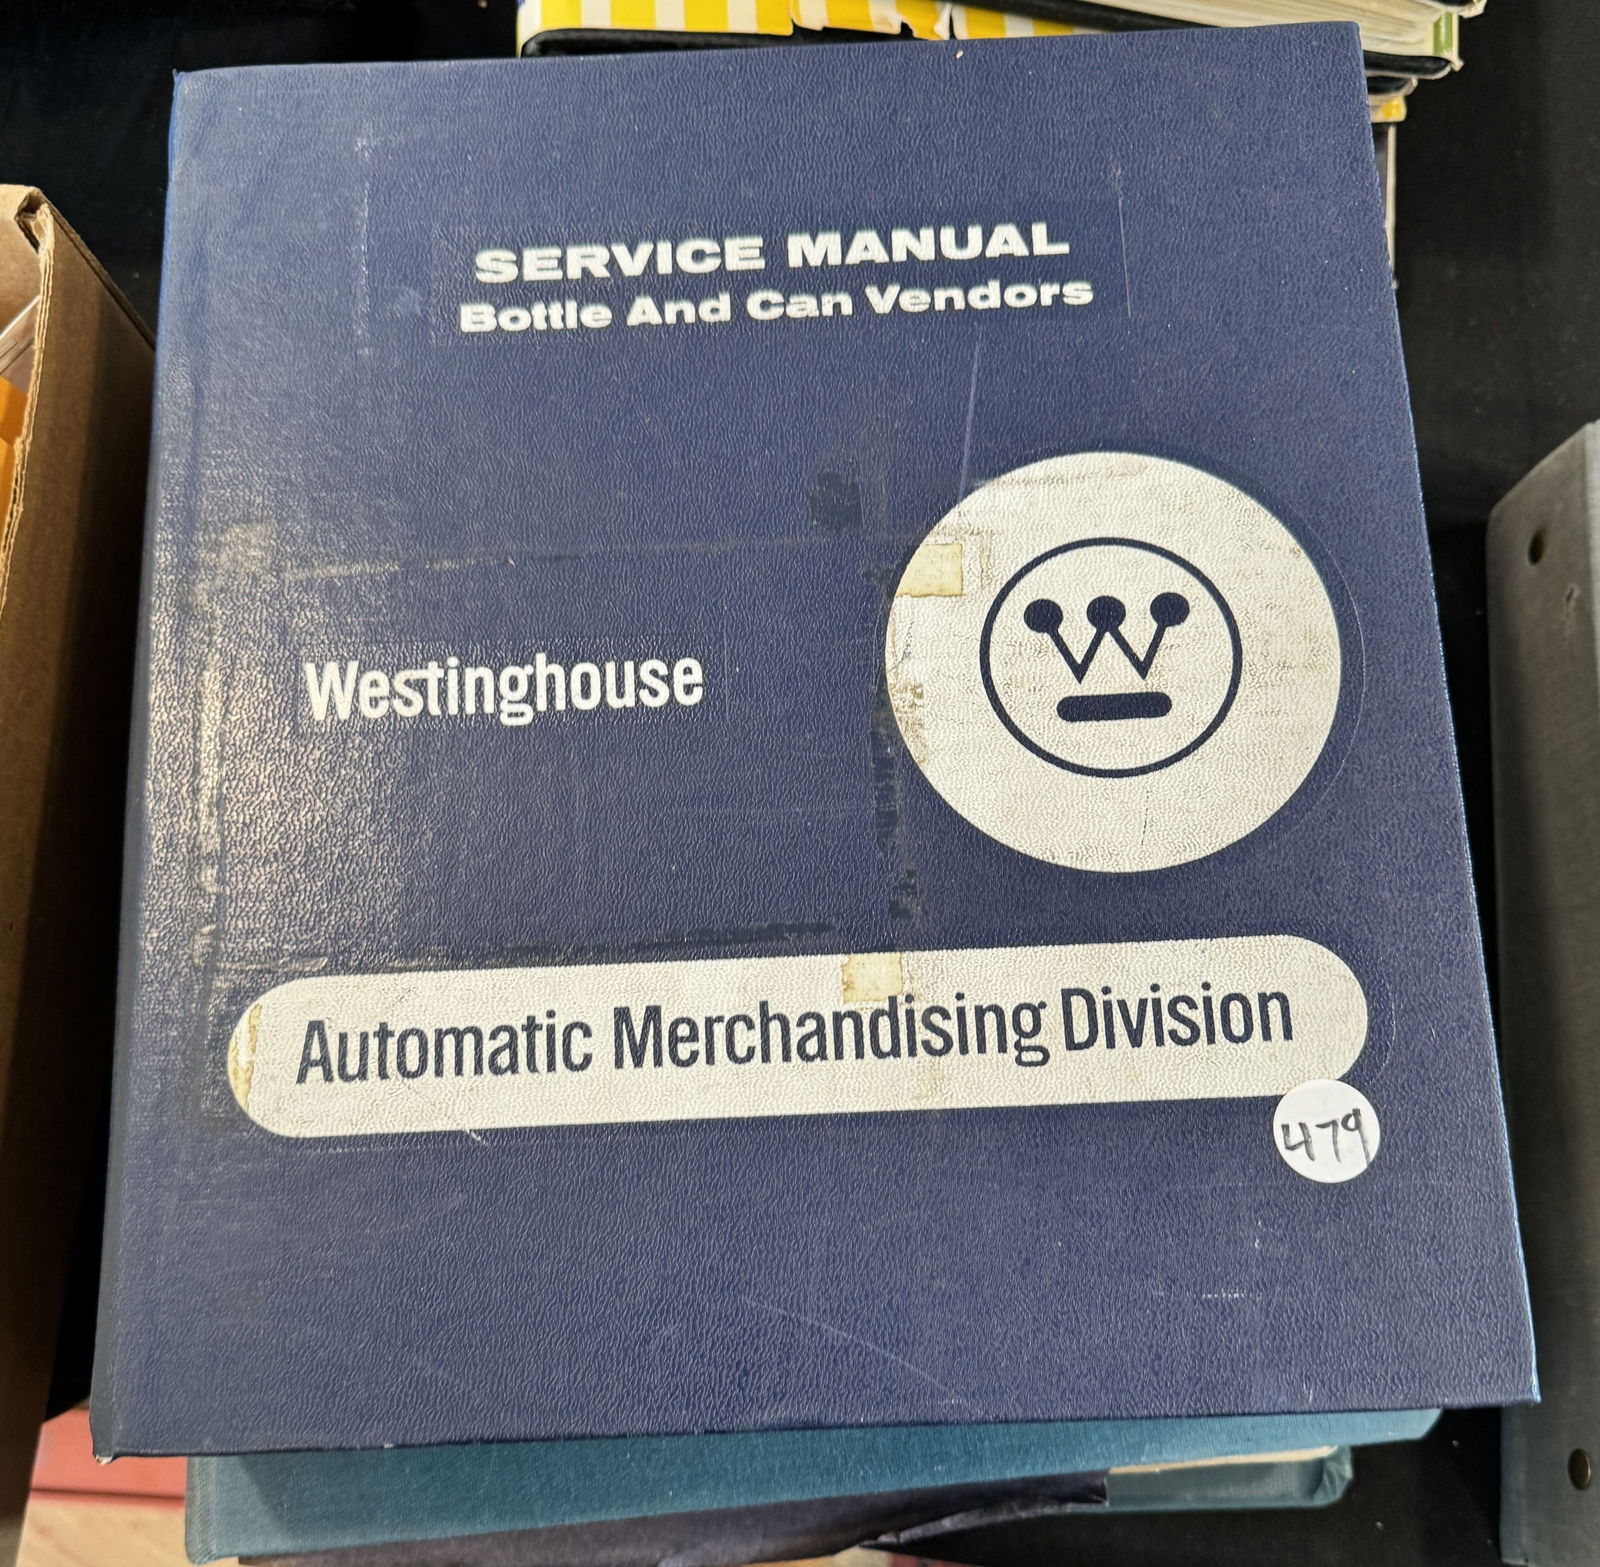 SERVICE MANUAL
Bottle And Can Vendors
Westinghouse
W
Automatic Merchandising Division
479